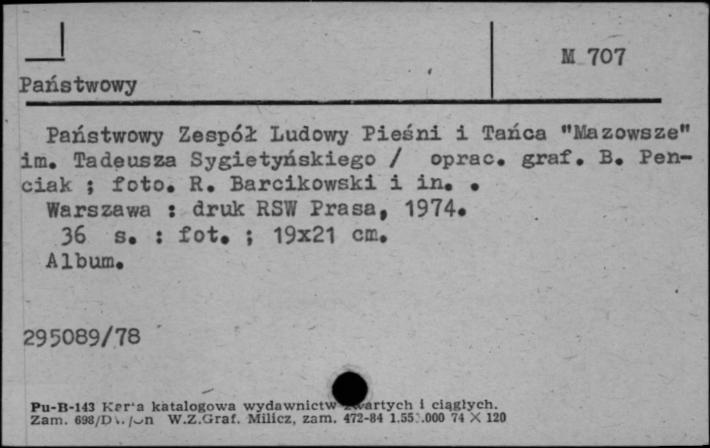 M 707
Państwowy
Państwowy Zespół Ludowy Pieśni i Tańca "Mazowsze"
im. Tadeusza Sygietyńskiego / oprac. graf. B. Pen-
ciak ; foto. R. Barcikowski i in. .
Warszawa : druk RSW Prasa, 1974.
36 s. : fot. ; 19x21 cm.
Album.
295089/78
Pu-B-143 Karta katalogowa wydawnictw zwartych i ciągłych.
Zam. W.Z.Graf. Milicz, zam. 472-84 74 X 120